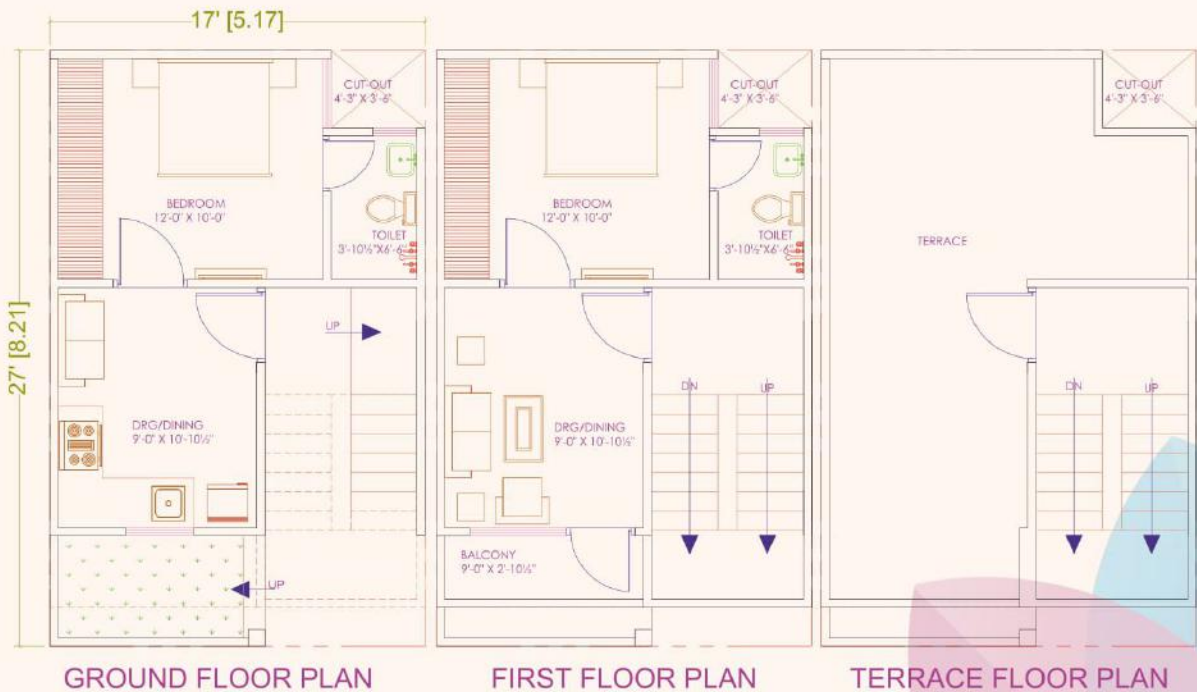 17' [5.17]
27' [8.21]
CUT-OUT
4'-3" X 3'-6"
BEDROOM
12'-0" X 10'-0"
TOILET
3'-10½"X6'-6"
UP
DRG/DINING
9'-0" X 10'-10½"
UP
GROUND FLOOR PLAN
CUT-OUT
4'-3" X 3'-6"
BEDROOM
12'-0" X 10'-0"
TOILET
3'-10½"X6'-6"
DN
UP
DRG/DINING
9'-0" X 10'-10½"
BALCONY
9'-0" X 2'-10½"
FIRST FLOOR PLAN
CUT-OUT
4'-3" X 3'-6"
TERRACE
DN
UP
TERRACE FLOOR PLAN